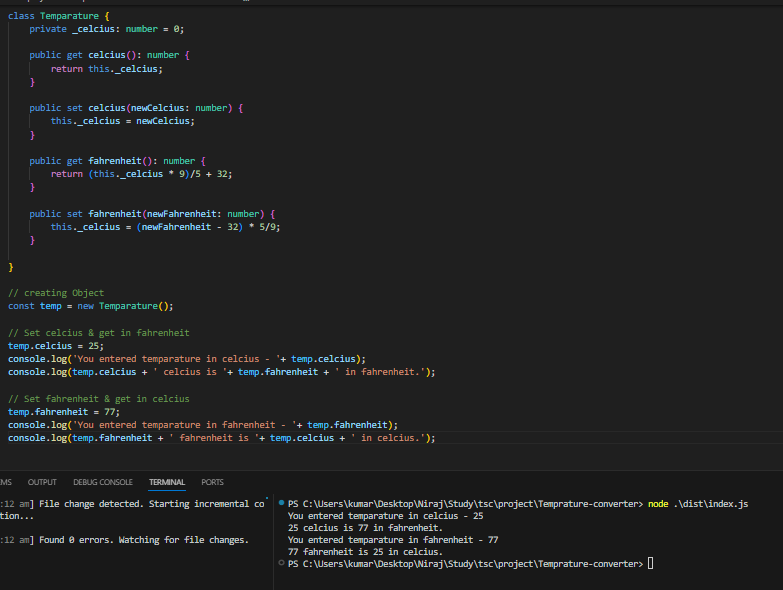 class Temparature {
    private _celcius: number = 0;
    public get celcius(): number {
        return this._celcius;
    }
    public set celcius(newCelcius: number) {
        this._celcius = newCelcius;
    }
    public get fahrenheit(): number {
        return (this._celcius * 9)/5 + 32;
    }
    public set fahrenheit(newFahrenheit: number) {
        this._celcius = (newFahrenheit - 32) * 5/9;
    }
}
// creating Object
const temp = new Temparature();
// Set celcius & get in fahrenheit
temp.celcius = 25;
console.log('You entered temparature in celcius - '+ temp.celcius);
console.log(temp.celcius + ' celcius is '+ temp.fahrenheit + ' in fahrenheit.');
// Set fahrenheit & get in celcius
temp.fahrenheit = 77;
console.log('You entered temparature in fahrenheit - '+ temp.fahrenheit);
console.log(temp.fahrenheit + ' fahrenheit is '+ temp.celcius + ' in celcius.');
MS OUTPUT DEBUG CONSOLE TERMINAL PORTS
:12 am] File change detected. Starting incremental co
tion...
:12 am] Found 0 errors. Watching for file changes.
PS C:\Users\kumar\Desktop\Niraj\Study\tsc\project\Temprature-converter> node .\dist\index.js
You entered temparature in celcius - 25
25 celcius is 77 in fahrenheit.
You entered temparature in fahrenheit - 77
77 fahrenheit is 25 in celcius.
PS C:\Users\kumar\Desktop\Niraj\Study\tsc\project\Temprature-converter>